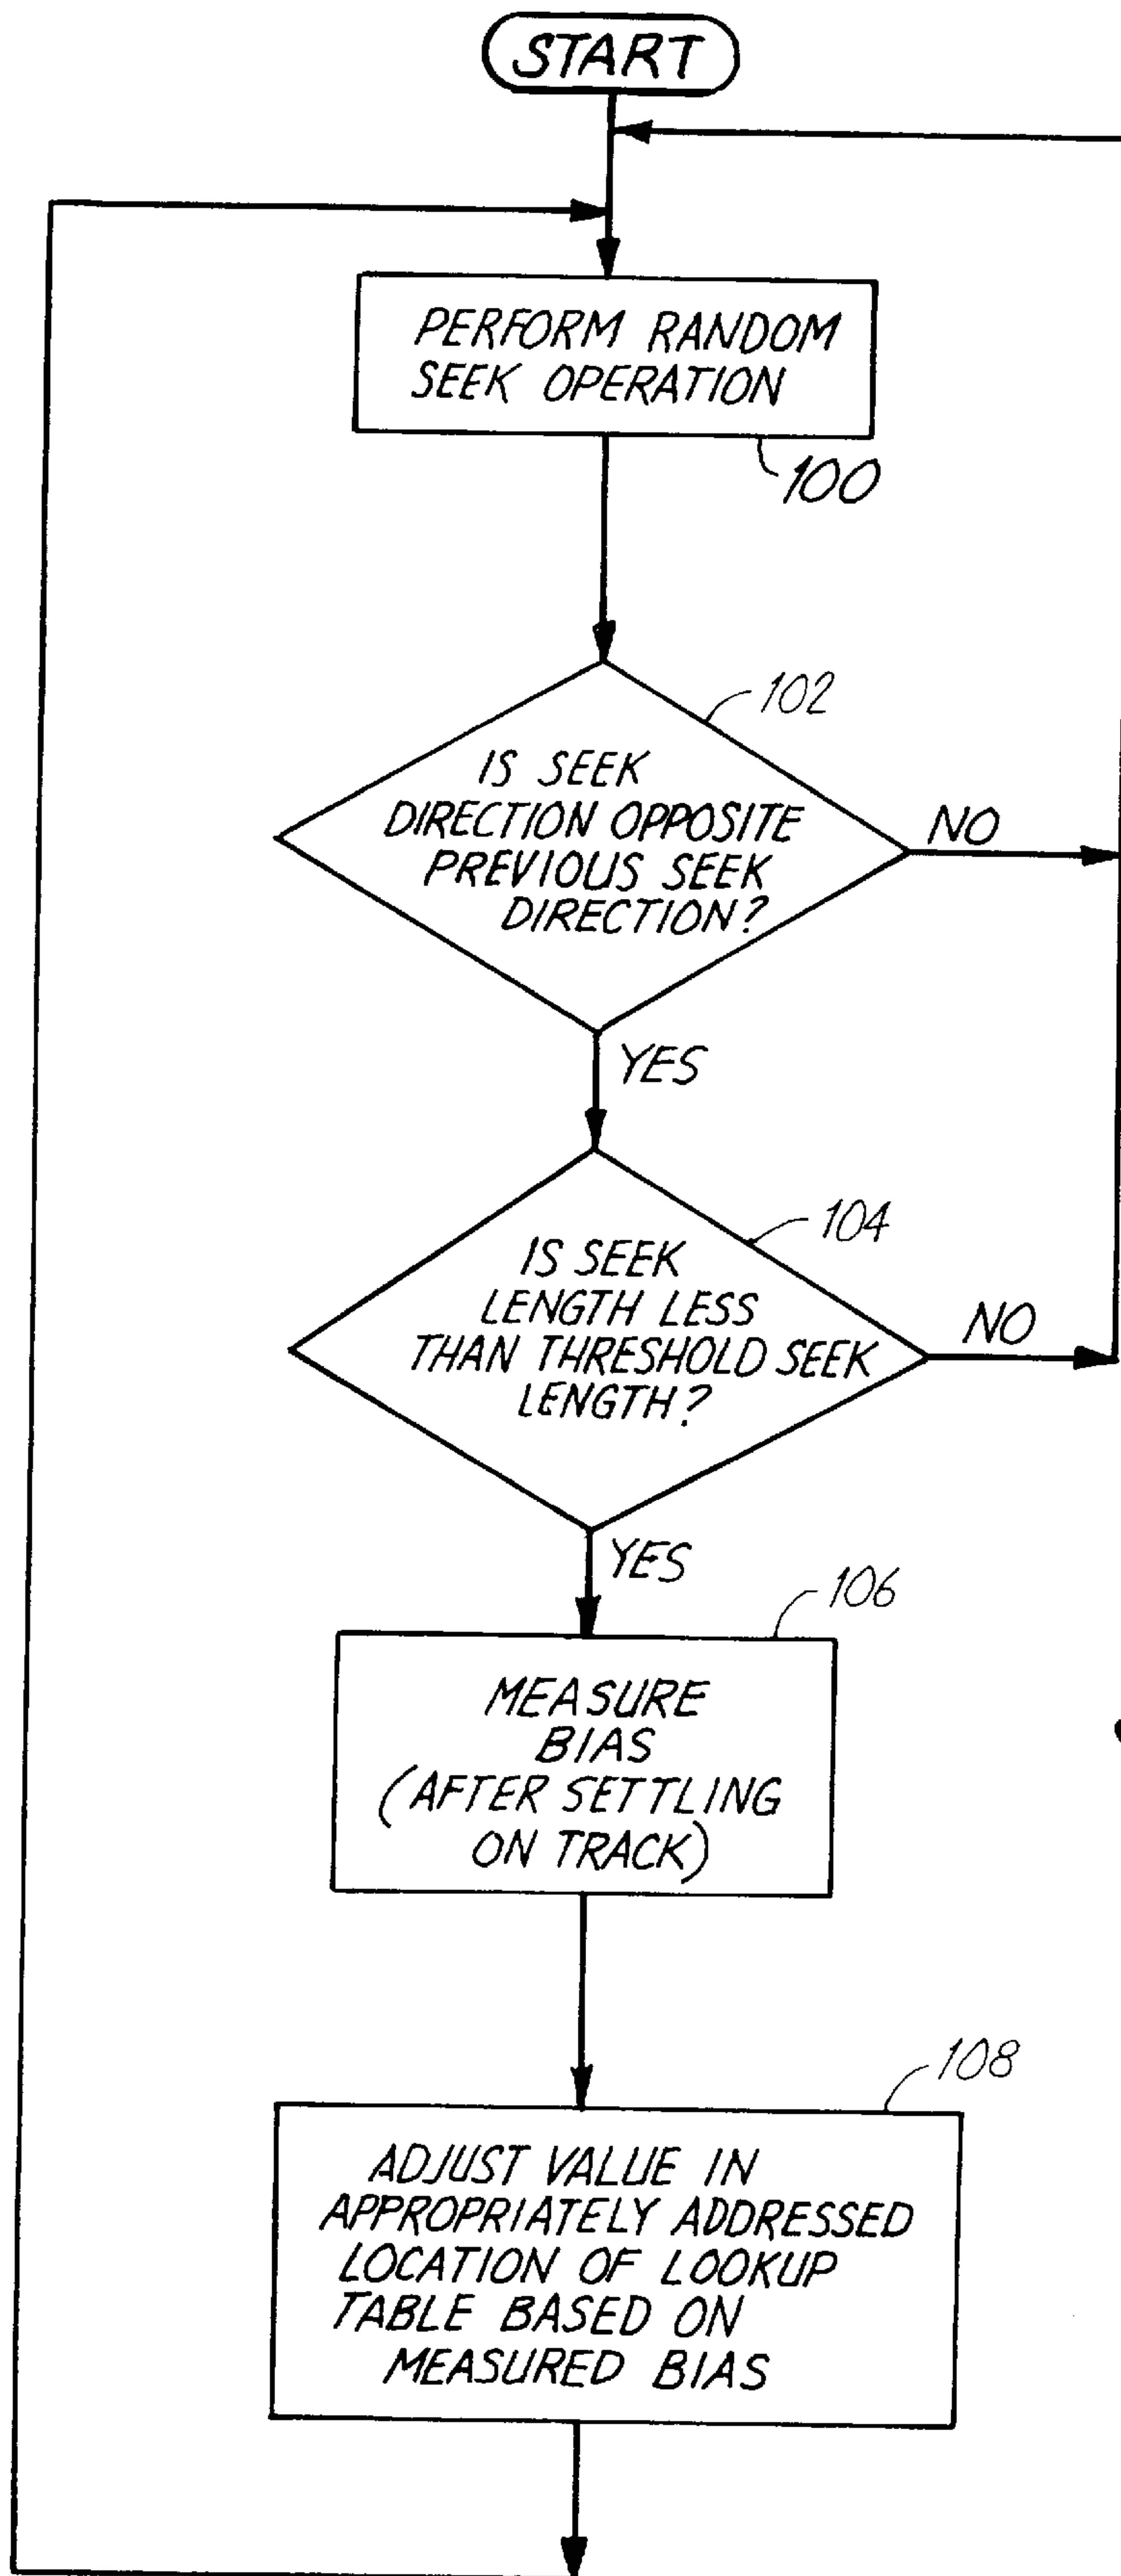 START
PERFORM RANDOM
SEEK OPERATION
100
102
IS SEEK
DIRECTION OPPOSITE
PREVIOUS SEEK
DIRECTION?
NO
YES
104
IS SEEK
LENGTH LESS
THAN THRESHOLD SEEK
LENGTH?
NO
YES
106
MEASURE
BIAS
(AFTER SETTLING
ON TRACK)
108
ADJUST VALUE IN
APPROPRIATELY ADDRESSED
LOCATION OF LOOKUP
TABLE BASED ON
MEASURED BIAS